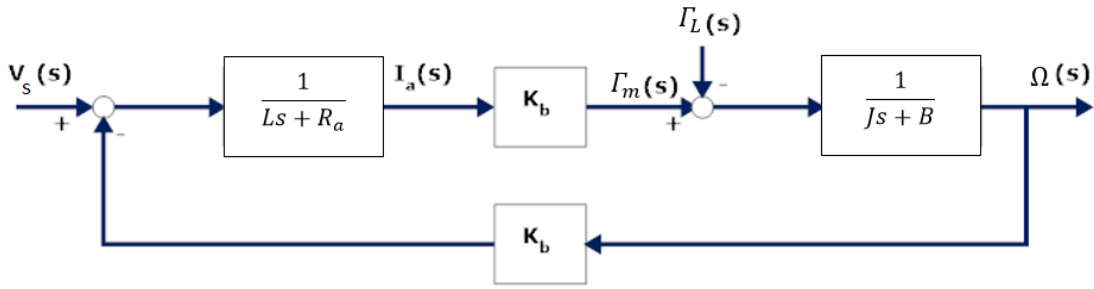 Γ_L(s)
V_s(s)
+
-
1
Ls + R_a
I_a(s)
K_b
Γ_m(s)
+
-
1
Js + B
Ω(s)
K_b